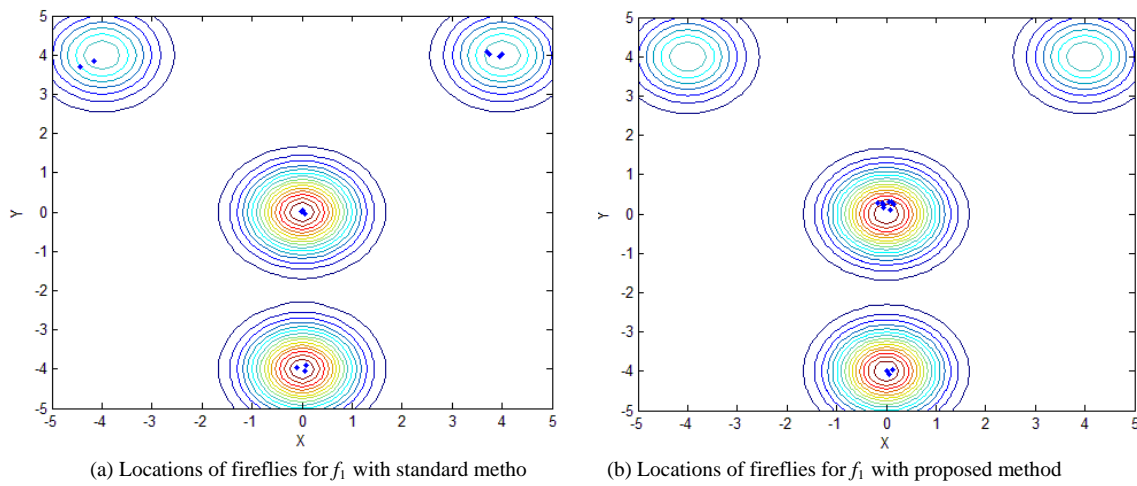 5
4
3
2
1
0
-1
-2
-3
-4
-5
Y
-5 -4 -3 -2 -1 0 1 2 3 4 5
X
(a) Locations of fireflies for f₁ with standard metho
5
4
3
2
1
0
-1
-2
-3
-4
-5
Y
-5 -4 -3 -2 -1 0 1 2 3 4 5
X
(b) Locations of fireflies for f₁ with proposed method